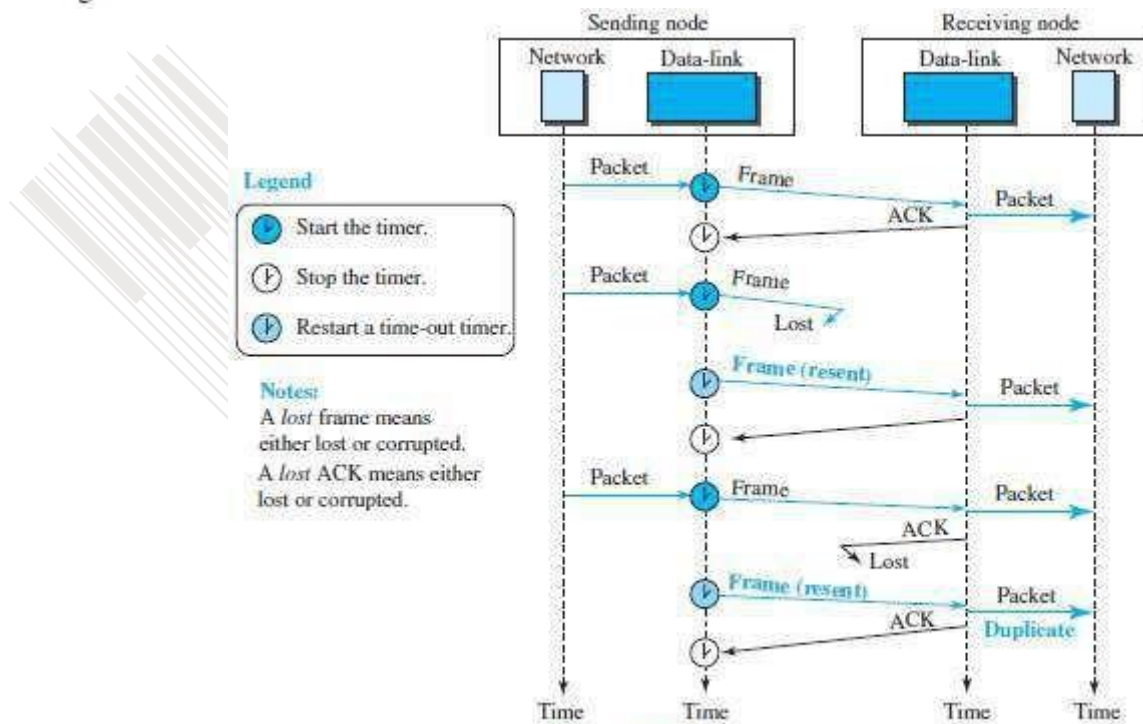 Sending node
Receiving node
Network
Data-link
Data-link
Network
Packet
Frame
Packet
ACK
Legend
Start the timer.
Stop the timer.
Restart a time-out timer.
Packet
Frame
Lost
Frame (resent)
Packet
Notes:
A lost frame means
either lost or corrupted.
A lost ACK means either
lost or corrupted.
Packet
Frame
Packet
ACK
Lost
Frame (resent)
Packet
ACK
Duplicate
Time
Time
Time
Time